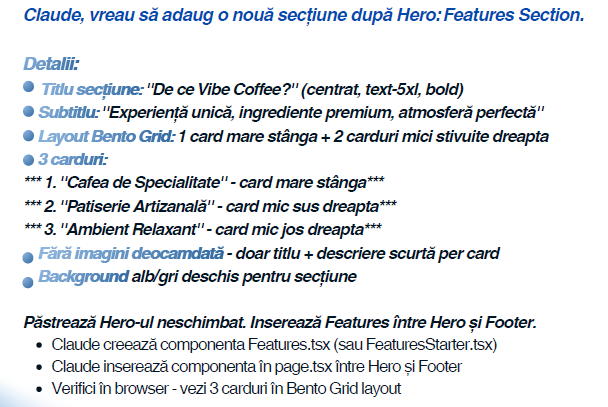 Claude, vreau să adaug o nouă secțiune după Hero: Features Section.
Detalii:
Titlu secțiune: "De ce Vibe Coffee?" (centrat, text-5xl, bold)
Subtitlu: "Experiență unică, ingrediente premium, atmosferă perfectă"
Layout Bento Grid: 1 card mare stânga + 2 carduri mici stivuite dreapta
3 carduri:
*** 1. "Cafea de Specialitate" - card mare stânga***
*** 2. "Patiserie Artizanală" - card mic sus dreapta***
*** 3. "Ambient Relaxant" - card mic jos dreapta***
Fără imagini deocamdată - doar titlu + descriere scurtă per card
Background alb/gri deschis pentru secțiune
Păstrează Hero-ul neschimbat. Inserează Features între Hero și Footer.
• Claude creează componenta Features.tsx (sau FeaturesStarter.tsx)
• Claude inserează componenta în page.tsx între Hero și Footer
• Verifici în browser - vezi 3 carduri în Bento Grid layout